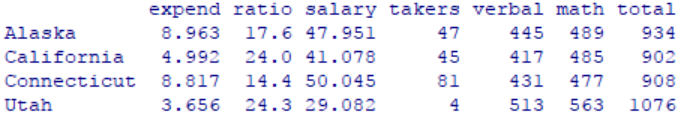 expend ratio salary takers verbal math total
Alaska 8.963 17.6 47.951 47 445 489 934
California 4.992 24.0 41.078 45 417 485 902
Connecticut 8.817 14.4 50.045 81 431 477 908
Utah 3.656 24.3 29.082 4 513 563 1076